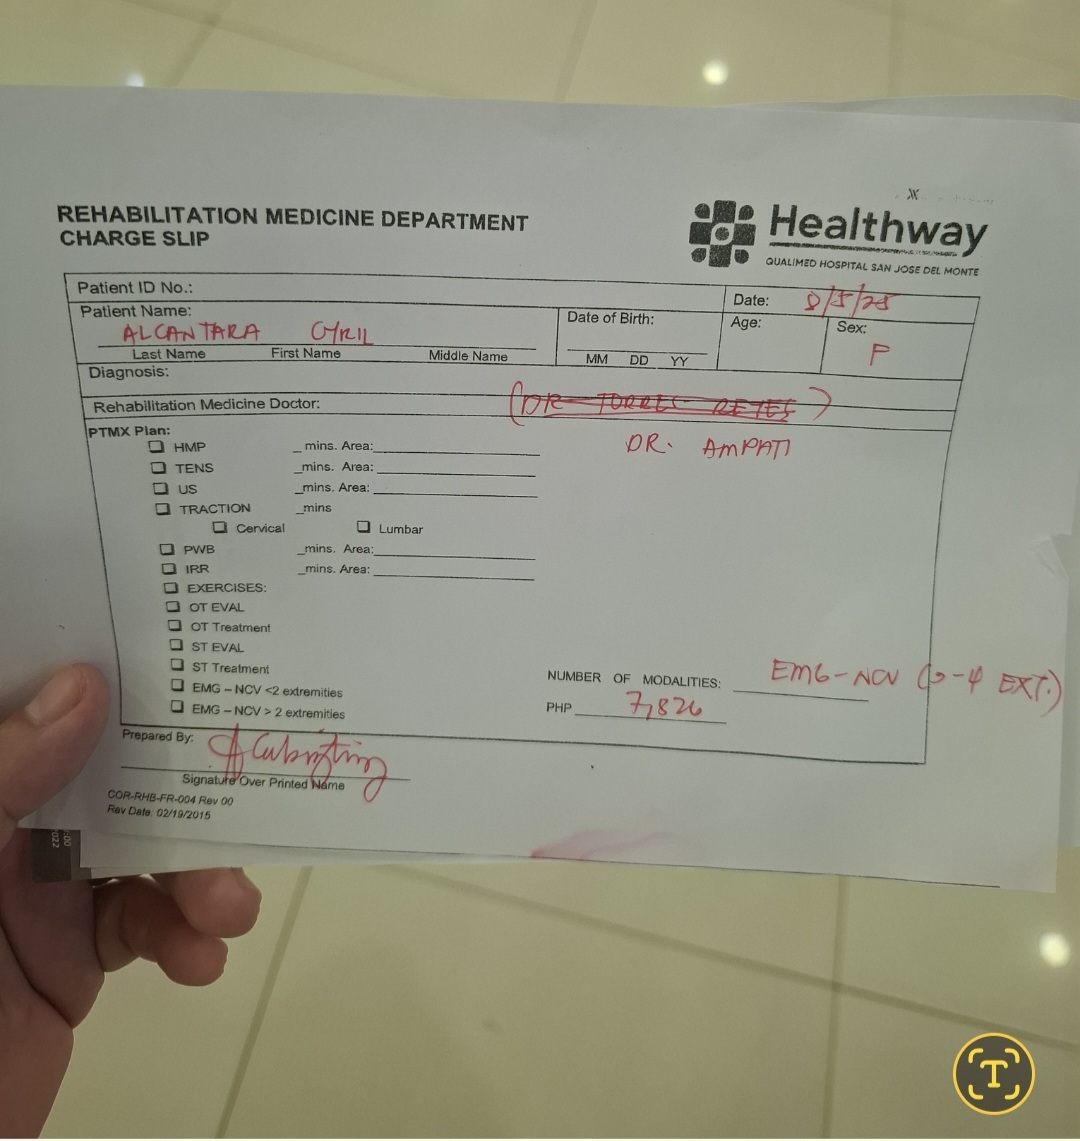 REHABILITATION MEDICINE DEPARTMENT
CHARGE SLIP
Healthway
QUALIMED HOSPITAL SAN JOSE DEL MONTE
Patient ID No.:
Date: 8/5/25
Patient Name:
ALCANTARA CYRIL
Last Name First Name Middle Name
Date of Birth:
MM DD YY
Age:
Sex:
F
Diagnosis:
Rehabilitation Medicine Doctor: (DR TORRES REYES)
DR. AMPATI
PTMX Plan:
HMP _mins. Area:
TENS _mins. Area:
US _mins. Area:
TRACTION _mins
Cervical Lumbar
PWB _mins. Area:
IRR _mins. Area:
EXERCISES:
OT EVAL
OT Treatment
ST EVAL
ST Treatment
EMG – NCV <2 extremities
EMG – NCV > 2 extremities
NUMBER OF MODALITIES: EMG-NCV EXT.)
PHP 7,826
Prepared By:
Signature Over Printed Name
COR-RHB-FR-004 Rev 00
Rev Date: 02/19/2015